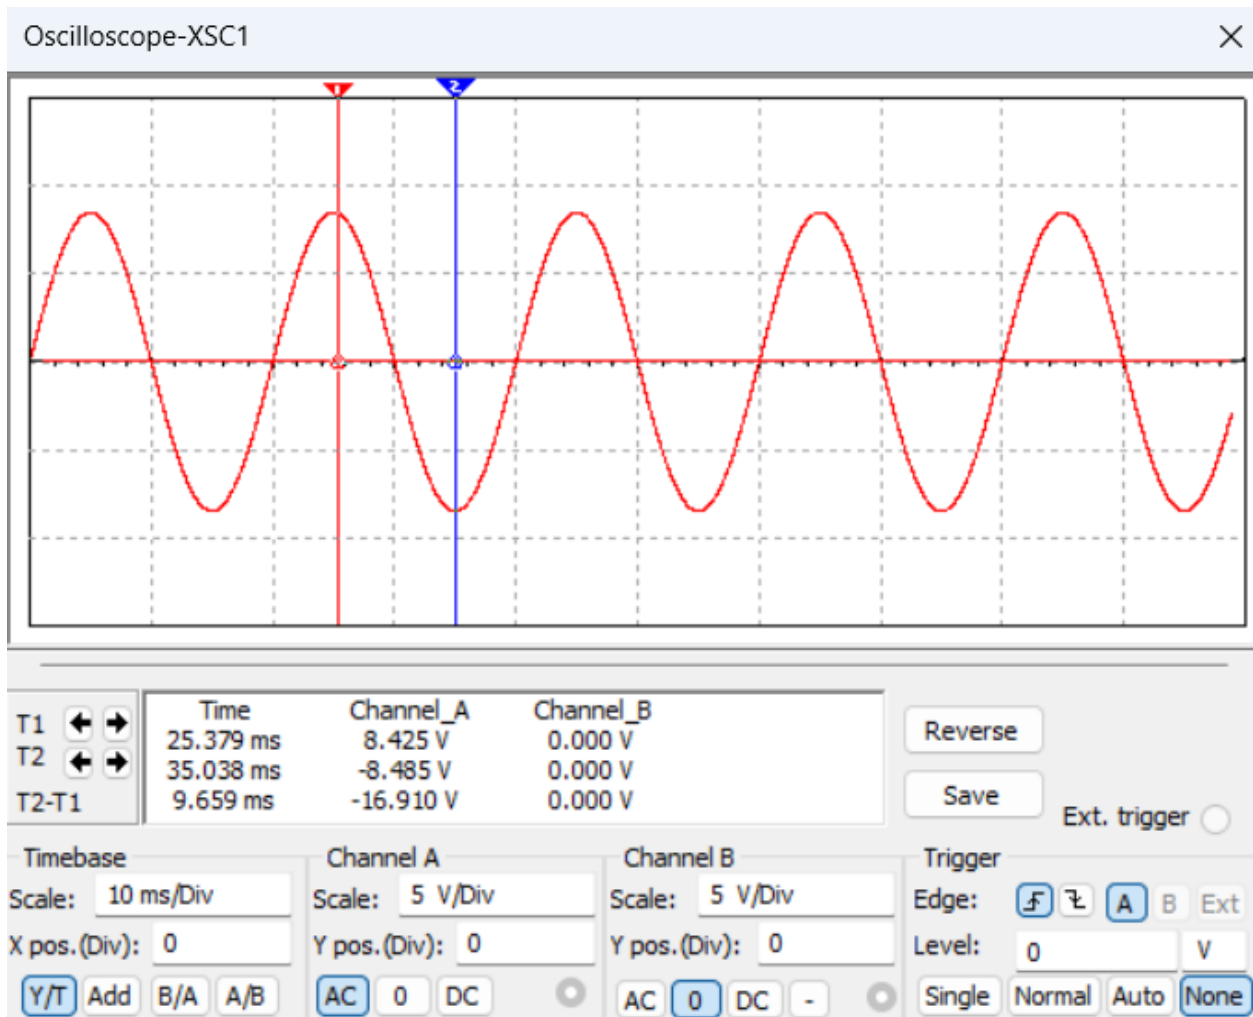 Oscilloscope-XSC1
1 2
Time Channel_A Channel_B
T1 25.379 ms 8.425 V 0.000 V
T2 35.038 ms -8.485 V 0.000 V
T2-T1 9.659 ms -16.910 V 0.000 V
Reverse
Save
Ext. trigger
Timebase Channel A Channel B Trigger
Scale: 10 ms/Div Scale: 5 V/Div Scale: 5 V/Div Edge: A B Ext
X pos.(Div): 0 Y pos.(Div): 0 Y pos.(Div): 0 Level: 0 V
Y/T Add B/A A/B AC 0 DC AC 0 DC - Single Normal Auto None